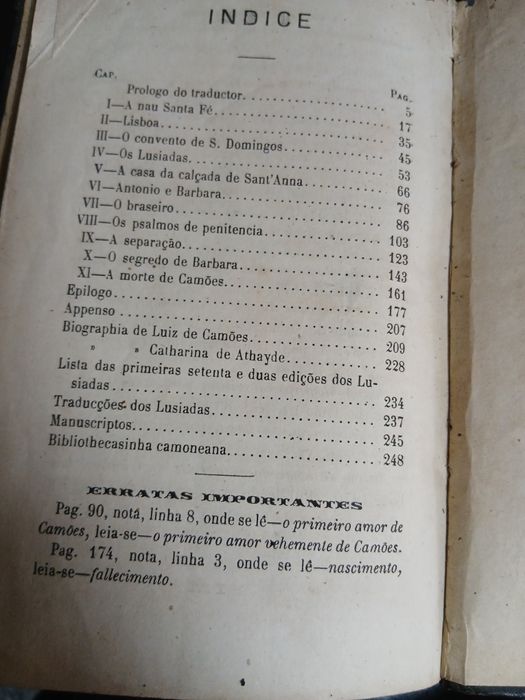 INDICE
CAP. PAG.
Prologo do traductor. 5
I—A nau Santa Fé 17
II—Lisboa 35
III—O convento de S. Domingos 45
IV—Os Lusiadas 53
V—A casa da calçada de Sant'Anna 66
VI—Antonio e Barbara 76
VII—O braseiro 86
VIII—Os psalmos de penitencia 103
IX—A separação 123
X—O segredo de Barbara 143
XI—A morte de Camões 161
Epilogo 177
Appenso 207
Biographia de Luiz de Camões 209
» » Catharina de Athayde 228
Lista das primeiras setenta e duas edições dos Lu-
siadas 234
Traducções dos Lusiadas 237
Manuscriptos 245
Bibliothecasinha camoneana 248
ERRATAS IMPORTANTES
Pag. 90, nota, linha 8, onde se lê—o primeiro amor de
Camões, leia-se—o primeiro amor vehemente de Camões.
Pag. 174, nota, linha 3, onde se lê—nascimento,
leia-se—fallecimento.